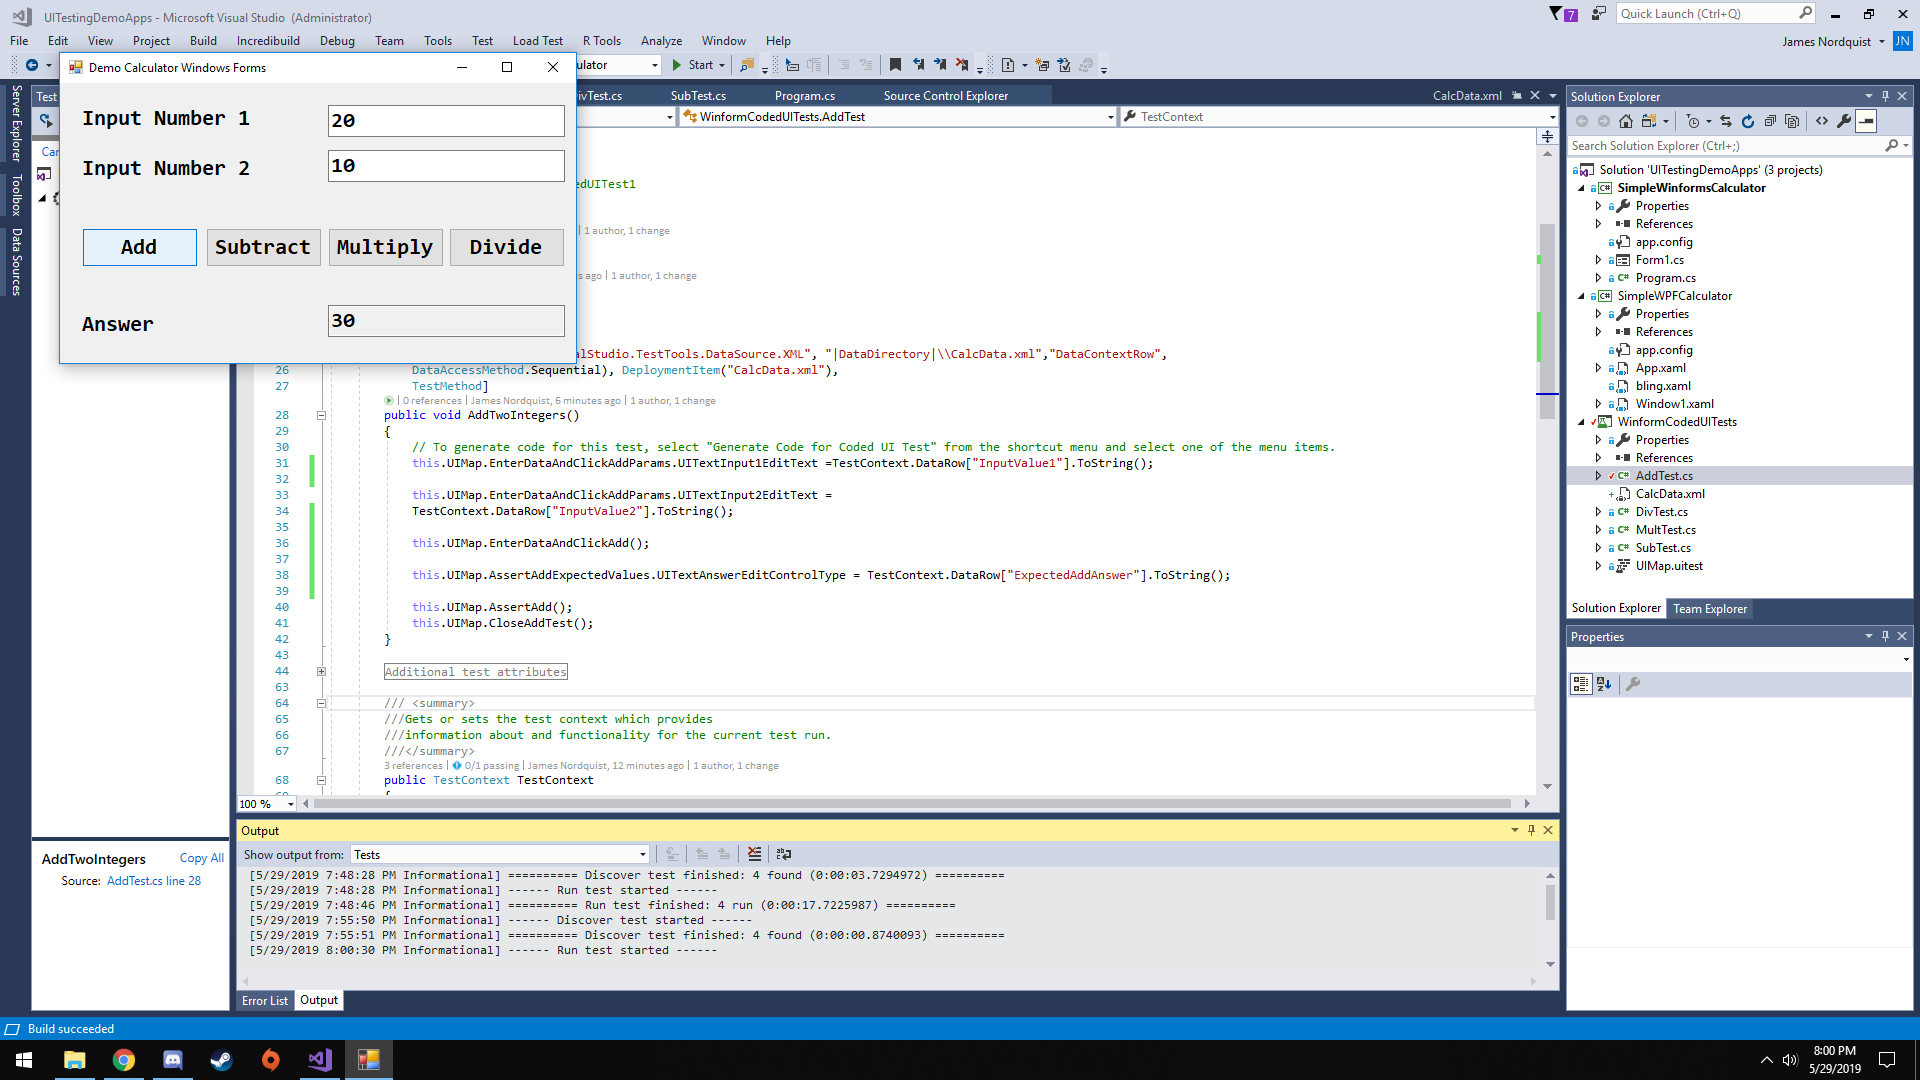 UITestingDemoApps - Microsoft Visual Studio (Administrator)
7
Quick Launch (Ctrl+Q)
File Edit View Project Build Incredibuild Debug Team Tools Test Load Test R Tools Analyze Window Help
James Nordquist JN
Demo Calculator Windows Forms
Input Number 1 20
Input Number 2 10
Add Subtract Multiply Divide
Answer 30
ulator Start
Server Explorer
Toolbox
Data Sources
Test
Car
ivTest.cs SubTest.cs Program.cs Source Control Explorer CalcData.xml
WinformCodedUITests.AddTest TestContext
edUITest1
1 author, 1 change
es ago | 1 author, 1 change
alStudio.TestTools.DataSource.XML", "|DataDirectory|\\CalcData.xml","DataContextRow",
26 DataAccessMethod.Sequential), DeploymentItem("CalcData.xml"),
27 TestMethod]
0 references | James Nordquist, 6 minutes ago | 1 author, 1 change
28 public void AddTwoIntegers()
29 {
30 // To generate code for this test, select "Generate Code for Coded UI Test" from the shortcut menu and select one of the menu items.
31 this.UIMap.EnterDataAndClickAddParams.UITextInput1EditText =TestContext.DataRow["InputValue1"].ToString();
32
33 this.UIMap.EnterDataAndClickAddParams.UITextInput2EditText =
34 TestContext.DataRow["InputValue2"].ToString();
35
36 this.UIMap.EnterDataAndClickAdd();
37
38 this.UIMap.AssertAddExpectedValues.UITextAnswerEditControlType = TestContext.DataRow["ExpectedAddAnswer"].ToString();
39
40 this.UIMap.AssertAdd();
41 this.UIMap.CloseAddTest();
42 }
43
44 Additional test attributes
63
64 /// <summary>
65 ///Gets or sets the test context which provides
66 ///information about and functionality for the current test run.
67 ///</summary>
3 references | 0/1 passing | James Nordquist, 12 minutes ago | 1 author, 1 change
68 public TestContext TestContext
69 {
100 %
AddTwoIntegers Copy All
Source: AddTest.cs line 28
Output
Show output from: Tests
[5/29/2019 7:48:28 PM Informational] ========== Discover test finished: 4 found (0:00:03.7294972) ==========
[5/29/2019 7:48:28 PM Informational] ------ Run test started ------
[5/29/2019 7:48:46 PM Informational] ========== Run test finished: 4 run (0:00:17.7225987) ==========
[5/29/2019 7:55:50 PM Informational] ------ Discover test started ------
[5/29/2019 7:55:51 PM Informational] ========== Discover test finished: 4 found (0:00:00.8740093) ==========
[5/29/2019 8:00:30 PM Informational] ------ Run test started ------
Error List Output
Solution Explorer
Search Solution Explorer (Ctrl+;)
Solution 'UITestingDemoApps' (3 projects)
SimpleWinformsCalculator
Properties
References
app.config
Form1.cs
Program.cs
SimpleWPFCalculator
Properties
References
app.config
App.xaml
bling.xaml
Window1.xaml
WinformCodedUITests
Properties
References
AddTest.cs
CalcData.xml
DivTest.cs
MultTest.cs
SubTest.cs
UIMap.uitest
Solution Explorer Team Explorer
Properties
Build succeeded
8:00 PM
5/29/2019